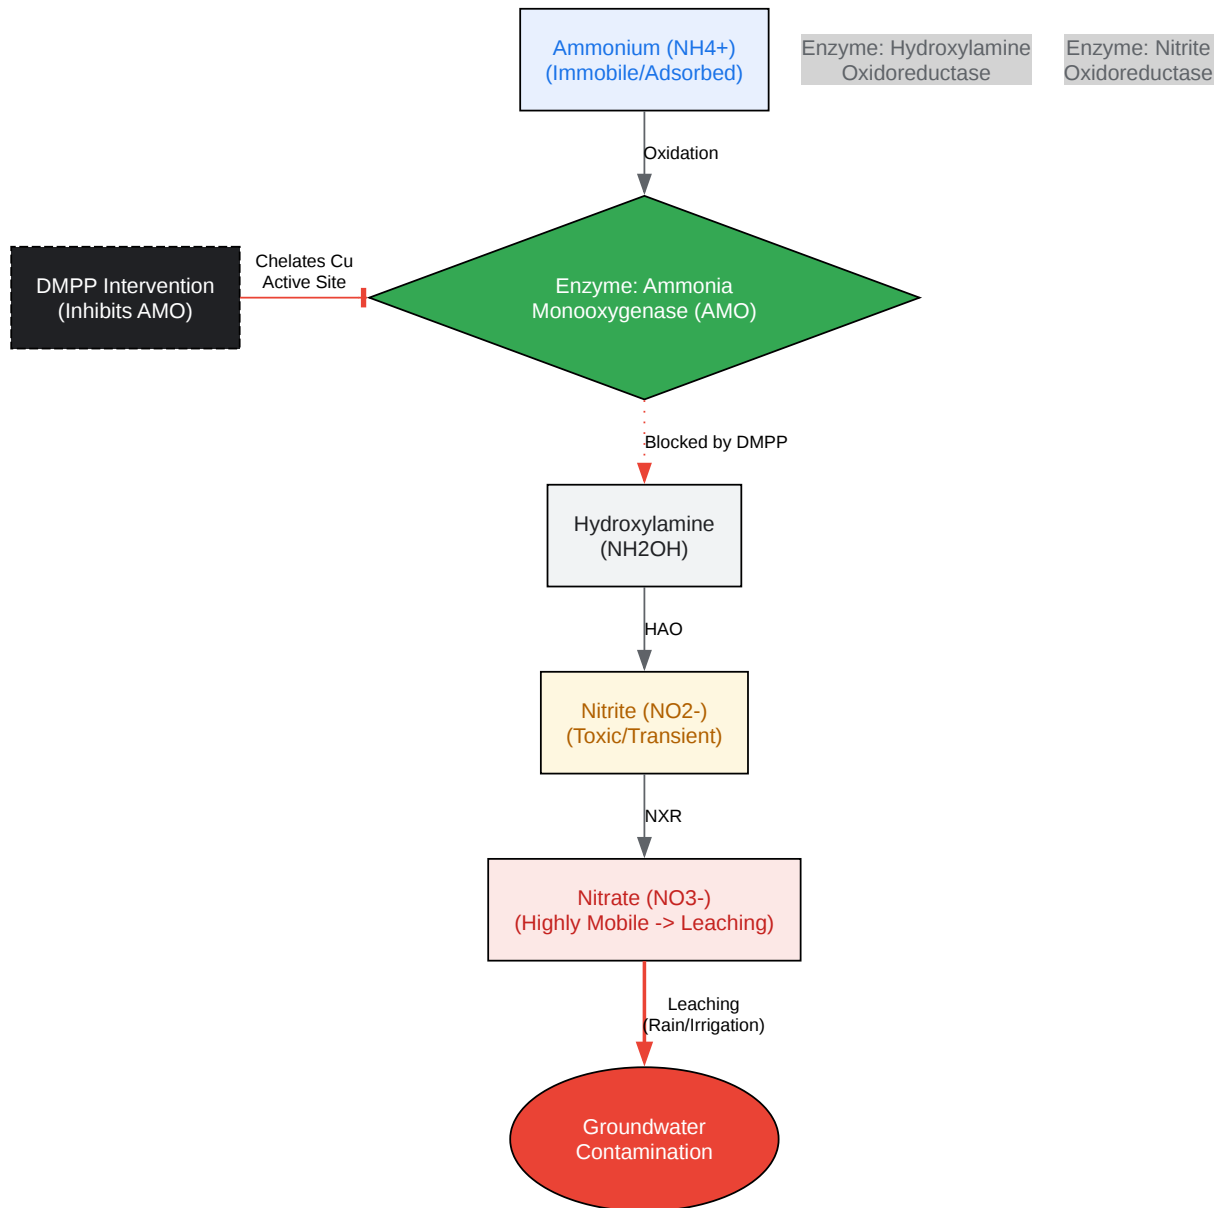 Ammonium (NH4+)
(Immobile/Adsorbed)
Enzyme: Hydroxylamine
Oxidoreductase
Enzyme: Nitrite
Oxidoreductase
Oxidation
DMPP Intervention
(Inhibits AMO)
Chelates Cu
Active Site
Enzyme: Ammonia
Monooxygenase (AMO)
Blocked by DMPP
Hydroxylamine
(NH2OH)
HAO
Nitrite (NO2-)
(Toxic/Transient)
NXR
Nitrate (NO3-)
(Highly Mobile -> Leaching)
Leaching
(Rain/Irrigation)
Groundwater
Contamination